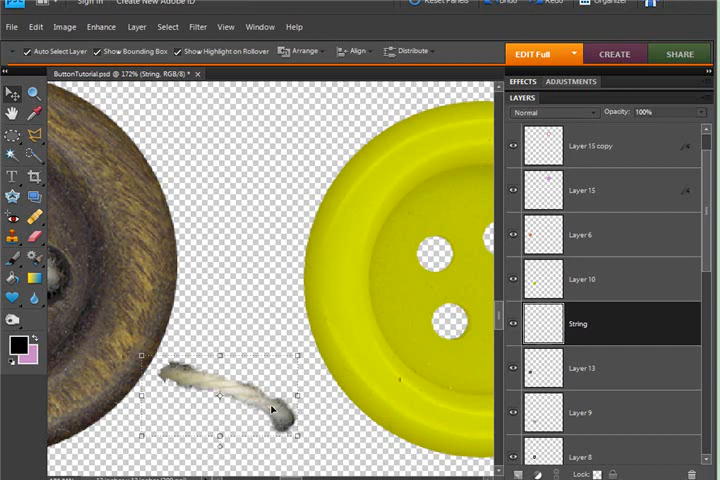 Sign In Create New Adobe ID Reset Panels Undo Redo Organizer
File Edit Image Enhance Layer Select Filter View Window Help
Auto Select Layer Show Bounding Box Show Highlight on Rollover Arrange Align Distribute
EDIT Full CREATE SHARE
ButtonTutorial.psd @ 172% (String, RGB/8) * ×
EFFECTS ADJUSTMENTS
LAYERS
Normal Opacity: 100%
Layer 15 copy
Layer 15
Layer 6
Layer 10
String
Layer 13
Layer 9
Layer 8
Lock: